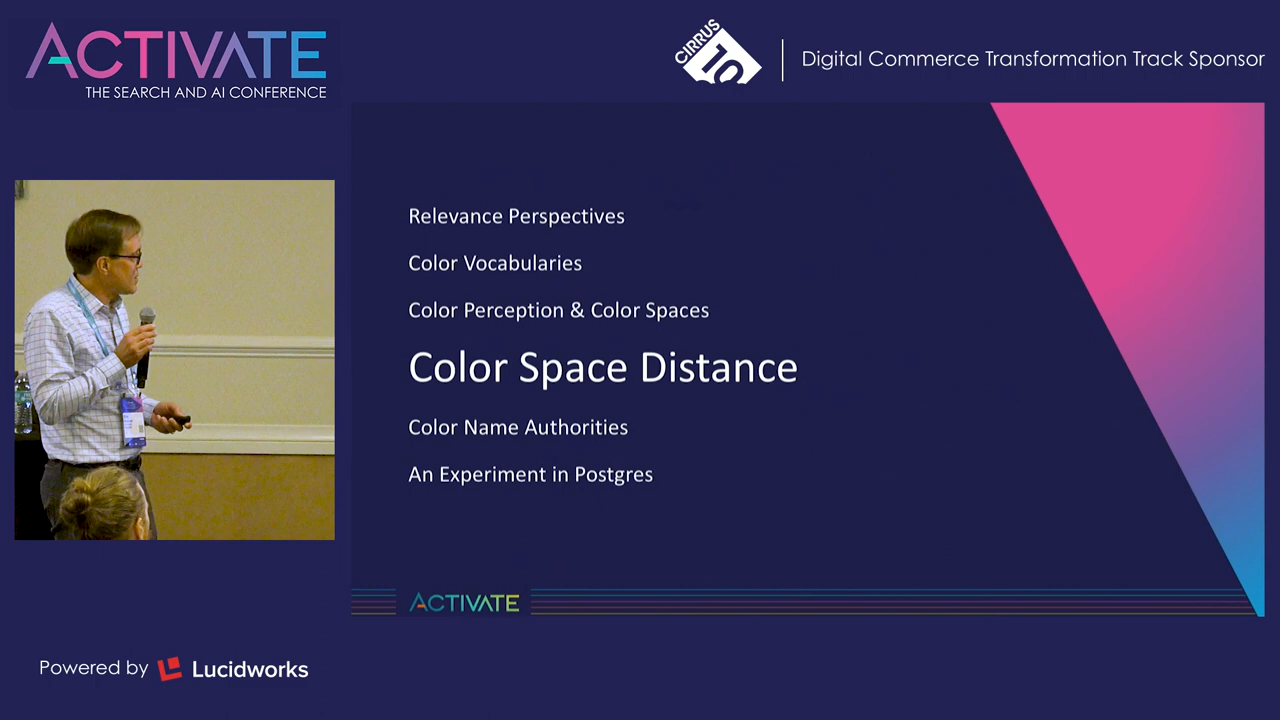 ACTIVATE
THE SEARCH AND AI CONFERENCE
CIRRUS
10
Digital Commerce Transformation Track Sponsor
Relevance Perspectives
Color Vocabularies
Color Perception & Color Spaces
Color Space Distance
Color Name Authorities
An Experiment in Postgres
ACTIVATE
Powered by Lucidworks